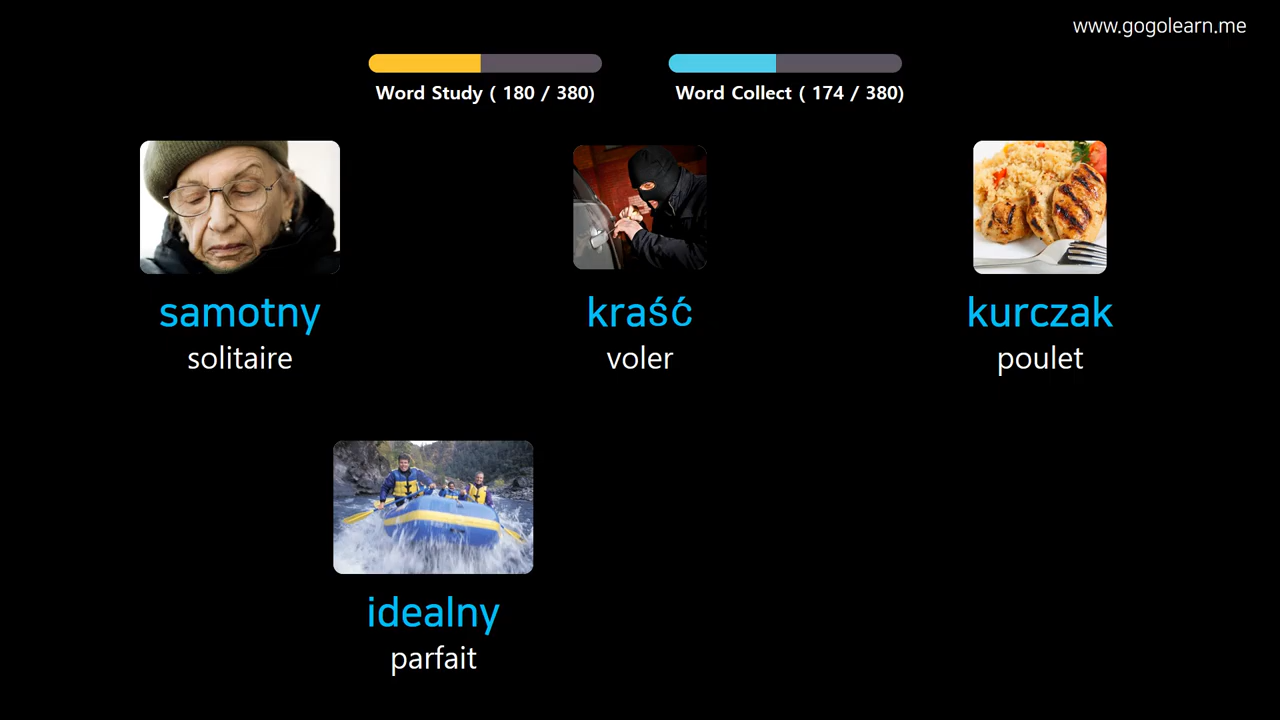 www.gogolearn.me
Word Study ( 180 / 380)
Word Collect ( 174 / 380)
samotny
solitaire
kraść
voler
kurczak
poulet
idealny
parfait